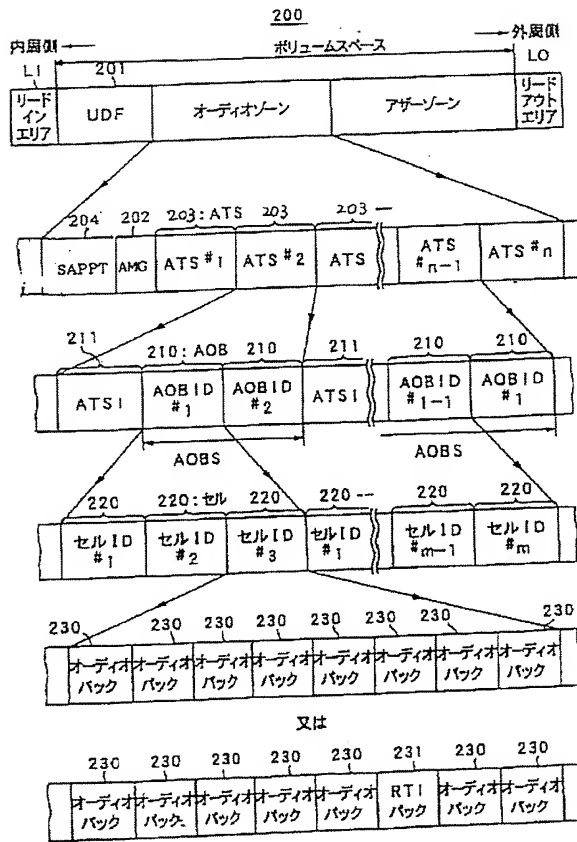 200
内周側 ← → 外周側
LI ボリュームスペース LO
201
リードインエリア UDF オーディオゾーン アザーゾーン リードアウトエリア
204 202 203:ATS 203 203 ―
SAPPT AMG ATS #1 ATS #2 ATS ATS #n-1 ATS #n
211 210:AOB 210 211 210 210
ATSI AOBID #1 AOBID #2 ATSI AOBID #1-1 AOBID #1
AOBS AOBS
220 220:セル 220 220 -- 220 220
セルID #1 セルID #2 セルID #3 セルID #1 セルID #m-1 セルID #m
230 230 230 230 230 230 230 230
オーディオパック オーディオパック オーディオパック オーディオパック オーディオパック オーディオパック オーディオパック オーディオパック
又は
230 230 230 230 230 231 230 230
オーディオパック オーディオパック オーディオパック オーディオパック オーディオパック RTIパック オーディオパック オーディオパック